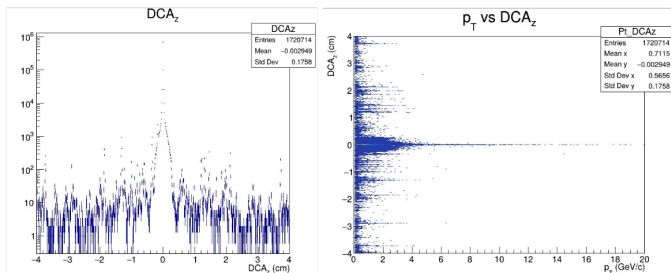 DCA_z
DCAz
Entries 1720714
Mean -0.002949
Std Dev 0.1758
10^6
10^5
10^4
10^3
10^2
10
1
-4 -3 -2 -1 0 1 2 3 4
DCA_z (cm)
p_T vs DCA_z
Pt_DCAz
Entries 1720714
Mean x 0.7115
Mean y -0.002949
Std Dev x 0.5656
Std Dev y 0.1758
DCA_z (cm)
4
3
2
1
0
-1
-2
-3
-4
0 2 4 6 8 10 12 14 16 18 20
p_T (GeV/c)